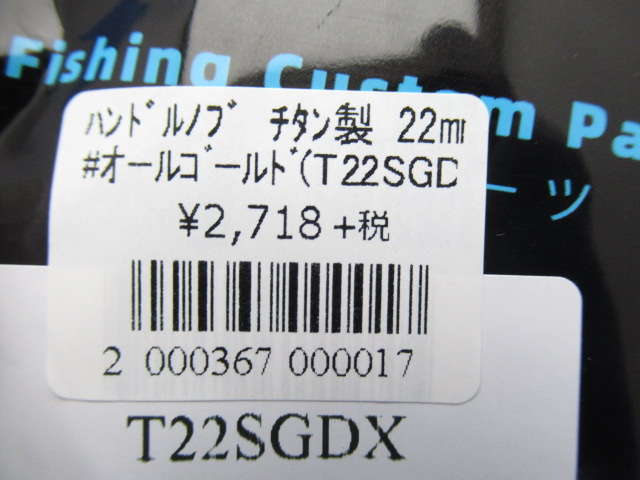 Fishing Custom Pa
ﾊﾝﾄﾞﾙﾉﾌﾞ ﾁﾀﾝ製 22m
#オールゴールド(T22SGD
ーツ
¥2,718+税
2 000367 000017
T22SGDX